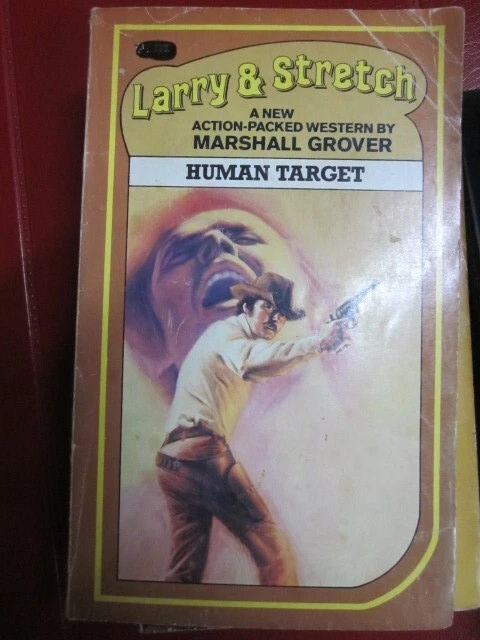 Larry & Stretch
A NEW
ACTION-PACKED WESTERN BY
MARSHALL GROVER
HUMAN TARGET